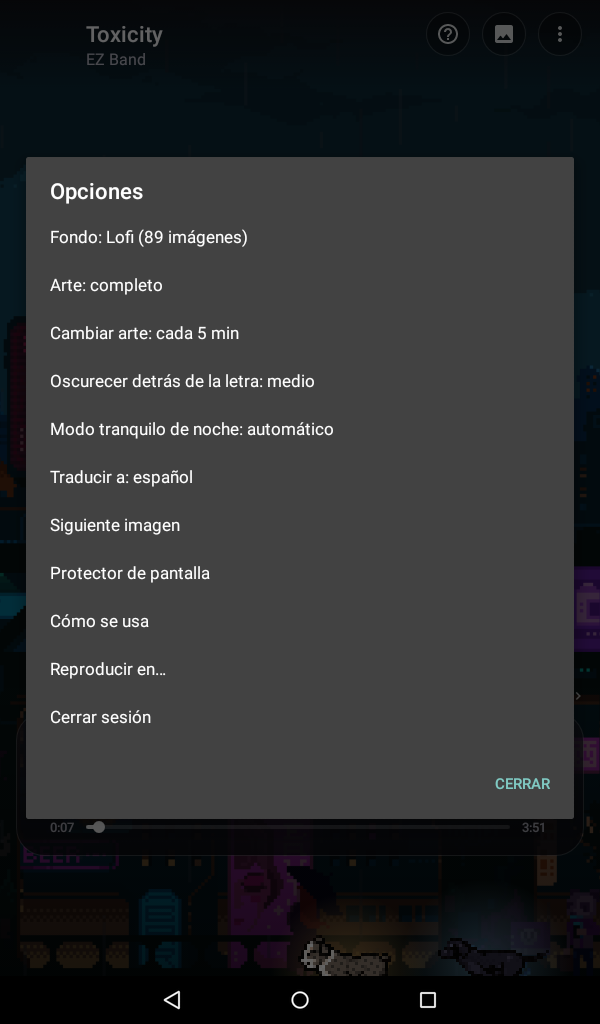 Toxicity
EZ Band
Opciones
Fondo: Lofi (89 imágenes)
Arte: completo
Cambiar arte: cada 5 min
Oscurecer detrás de la letra: medio
Modo tranquilo de noche: automático
Traducir a: español
Siguiente imagen
Protector de pantalla
Cómo se usa
Reproducir en…
Cerrar sesión
CERRAR
0:07
3:51
BEER